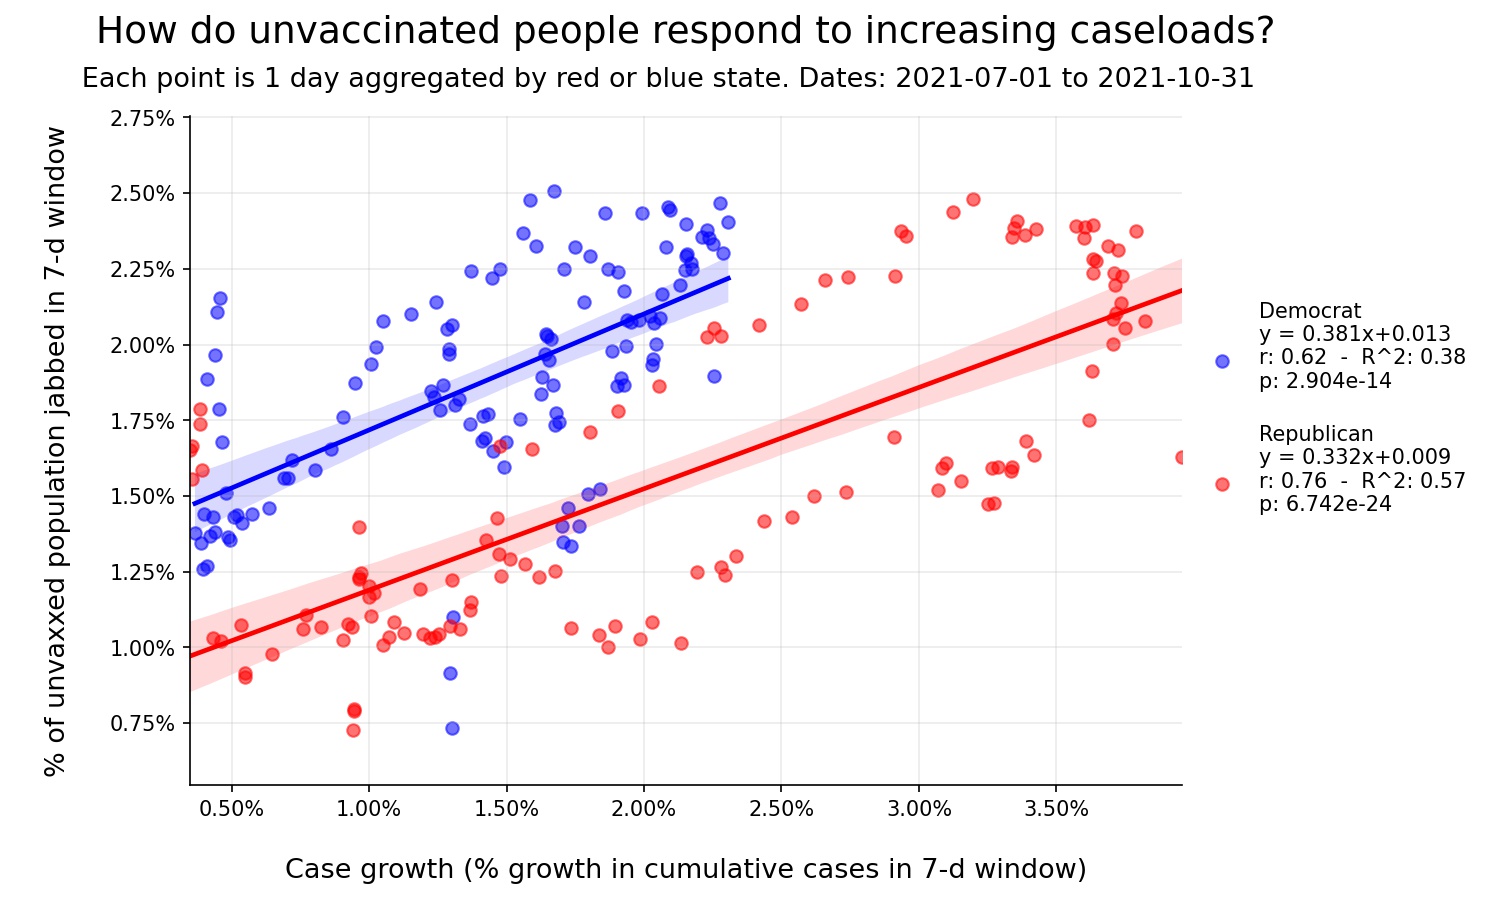 How do unvaccinated people respond to increasing caseloads?
Each point is 1 day aggregated by red or blue state. Dates: 2021-07-01 to 2021-10-31
% of unvaxxed population jabbed in 7-d window
2.75%
2.50%
2.25%
2.00%
1.75%
1.50%
1.25%
1.00%
0.75%
0.50%
1.00%
1.50%
2.00%
2.50%
3.00%
3.50%
Case growth (% growth in cumulative cases in 7-d window)
Democrat
y = 0.381x+0.013
r: 0.62  -  R^2: 0.38
p: 2.904e-14
Republican
y = 0.332x+0.009
r: 0.76  -  R^2: 0.57
p: 6.742e-24